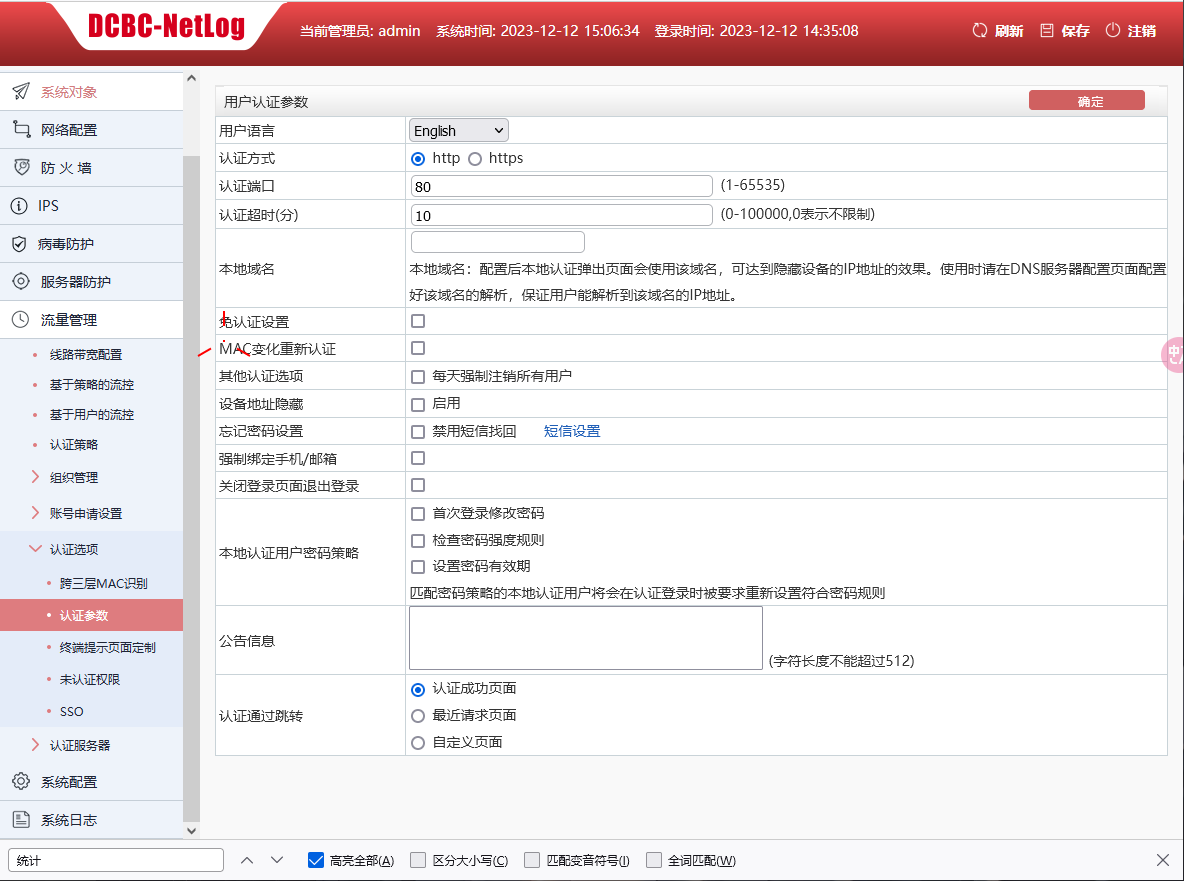 DCBC-NetLog
当前管理员: admin 系统时间: 2023-12-12 15:06:34 登录时间: 2023-12-12 14:35:08
刷新 保存 注销
系统对象
网络配置
防 火 墙
IPS
病毒防护
服务器防护
流量管理
线路带宽配置
基于策略的流控
基于用户的流控
认证策略
组织管理
账号申请设置
认证选项
跨三层MAC识别
认证参数
终端提示页面定制
未认证权限
SSO
认证服务器
系统配置
系统日志
用户认证参数 确定
用户语言 English
认证方式 http https
认证端口 80 (1-65535)
认证超时(分) 10 (0-100000,0表示不限制)
本地域名
本地域名：配置后本地认证弹出页面会使用该域名，可达到隐藏设备的IP地址的效果。使用时请在DNS服务器配置页面配置
好该域名的解析，保证用户能解析到该域名的IP地址。
免认证设置
MAC变化重新认证
其他认证选项 每天强制注销所有用户
设备地址隐藏 启用
忘记密码设置 禁用短信找回 短信设置
强制绑定手机/邮箱
关闭登录页面退出登录
本地认证用户密码策略
首次登录修改密码
检查密码强度规则
设置密码有效期
匹配密码策略的本地认证用户将会在认证登录时被要求重新设置符合密码规则
公告信息 (字符长度不能超过512)
认证通过跳转
认证成功页面
最近请求页面
自定义页面
中
统计 高亮全部(A) 区分大小写(C) 匹配变音符号(I) 全词匹配(W)